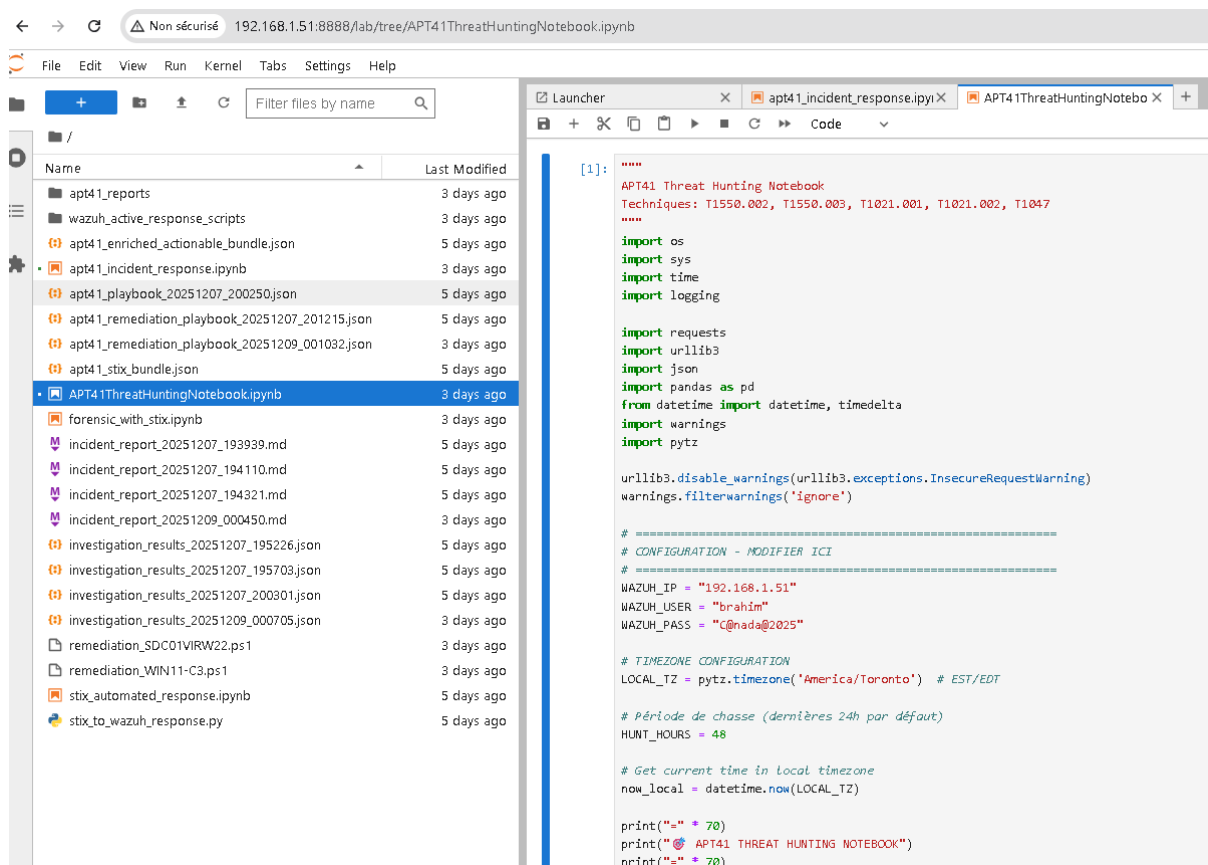 Non sécurisé 192.168.1.51:8888/lab/tree/APT41ThreatHuntingNotebook.ipynb
File Edit View Run Kernel Tabs Settings Help
+
Filter files by name
/
Name Last Modified
apt41_reports 3 days ago
wazuh_active_response_scripts 3 days ago
apt41_enriched_actionable_bundle.json 5 days ago
apt41_incident_response.ipynb 3 days ago
apt41_playbook_20251207_200250.json 5 days ago
apt41_remediation_playbook_20251207_201215.json 5 days ago
apt41_remediation_playbook_20251209_001032.json 3 days ago
apt41_stix_bundle.json 5 days ago
APT41ThreatHuntingNotebook.ipynb 3 days ago
forensic_with_stix.ipynb 3 days ago
incident_report_20251207_193939.md 5 days ago
incident_report_20251207_194110.md 5 days ago
incident_report_20251207_194321.md 5 days ago
incident_report_20251209_000450.md 3 days ago
investigation_results_20251207_195226.json 5 days ago
investigation_results_20251207_195703.json 5 days ago
investigation_results_20251207_200301.json 5 days ago
investigation_results_20251209_000705.json 3 days ago
remediation_SDC01VIRW22.ps1 3 days ago
remediation_WIN11-C3.ps1 3 days ago
stix_automated_response.ipynb 5 days ago
stix_to_wazuh_response.py 5 days ago
Launcher apt41_incident_response.ipy APT41ThreatHuntingNotebo +
Code
[1]: """
APT41 Threat Hunting Notebook
Techniques: T1550.002, T1550.003, T1021.001, T1021.002, T1047
"""
import os
import sys
import time
import logging
import requests
import urllib3
import json
import pandas as pd
from datetime import datetime, timedelta
import warnings
import pytz
urllib3.disable_warnings(urllib3.exceptions.InsecureRequestWarning)
warnings.filterwarnings('ignore')
# ============================================================
# CONFIGURATION - MODIFIER ICI
# ============================================================
WAZUH_IP = "192.168.1.51"
WAZUH_USER = "brahim"
WAZUH_PASS = "C@nada@2025"
# TIMEZONE CONFIGURATION
LOCAL_TZ = pytz.timezone('America/Toronto') # EST/EDT
# Période de chasse (dernières 24h par défaut)
HUNT_HOURS = 48
# Get current time in local timezone
now_local = datetime.now(LOCAL_TZ)
print("=" * 70)
print("🎯 APT41 THREAT HUNTING NOTEBOOK")
print("=" * 70)